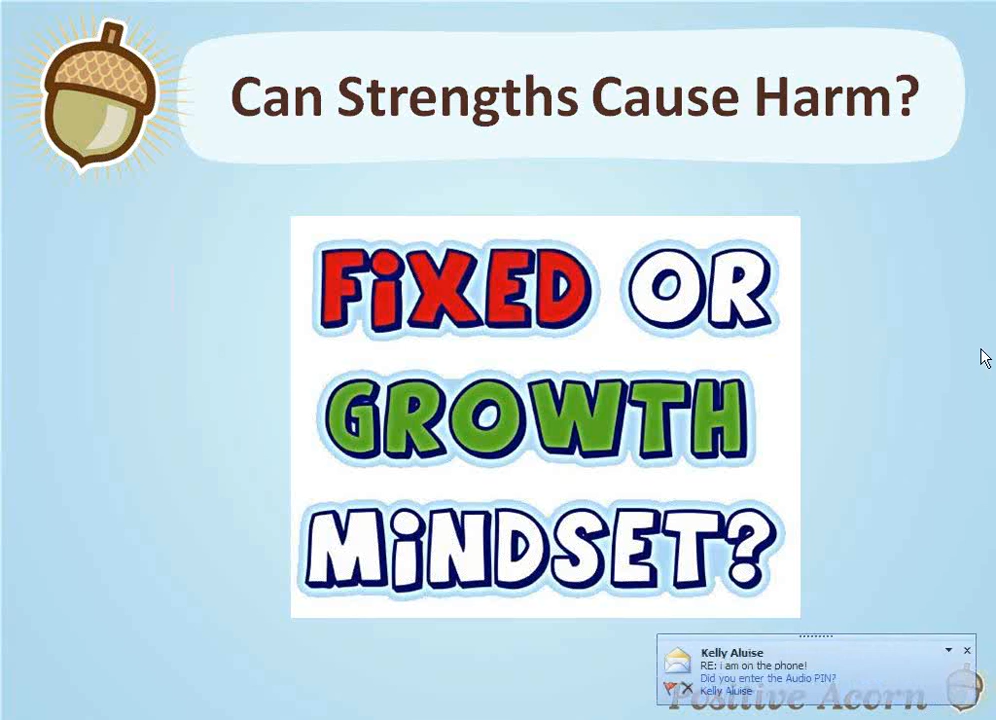 Can Strengths Cause Harm?
FiXED OR
GROWTH
MiNDSET?
Kelly Aluise
RE: i am on the phone!
Did you enter the Audio PIN?
Kelly Aluise
Positive Acorn